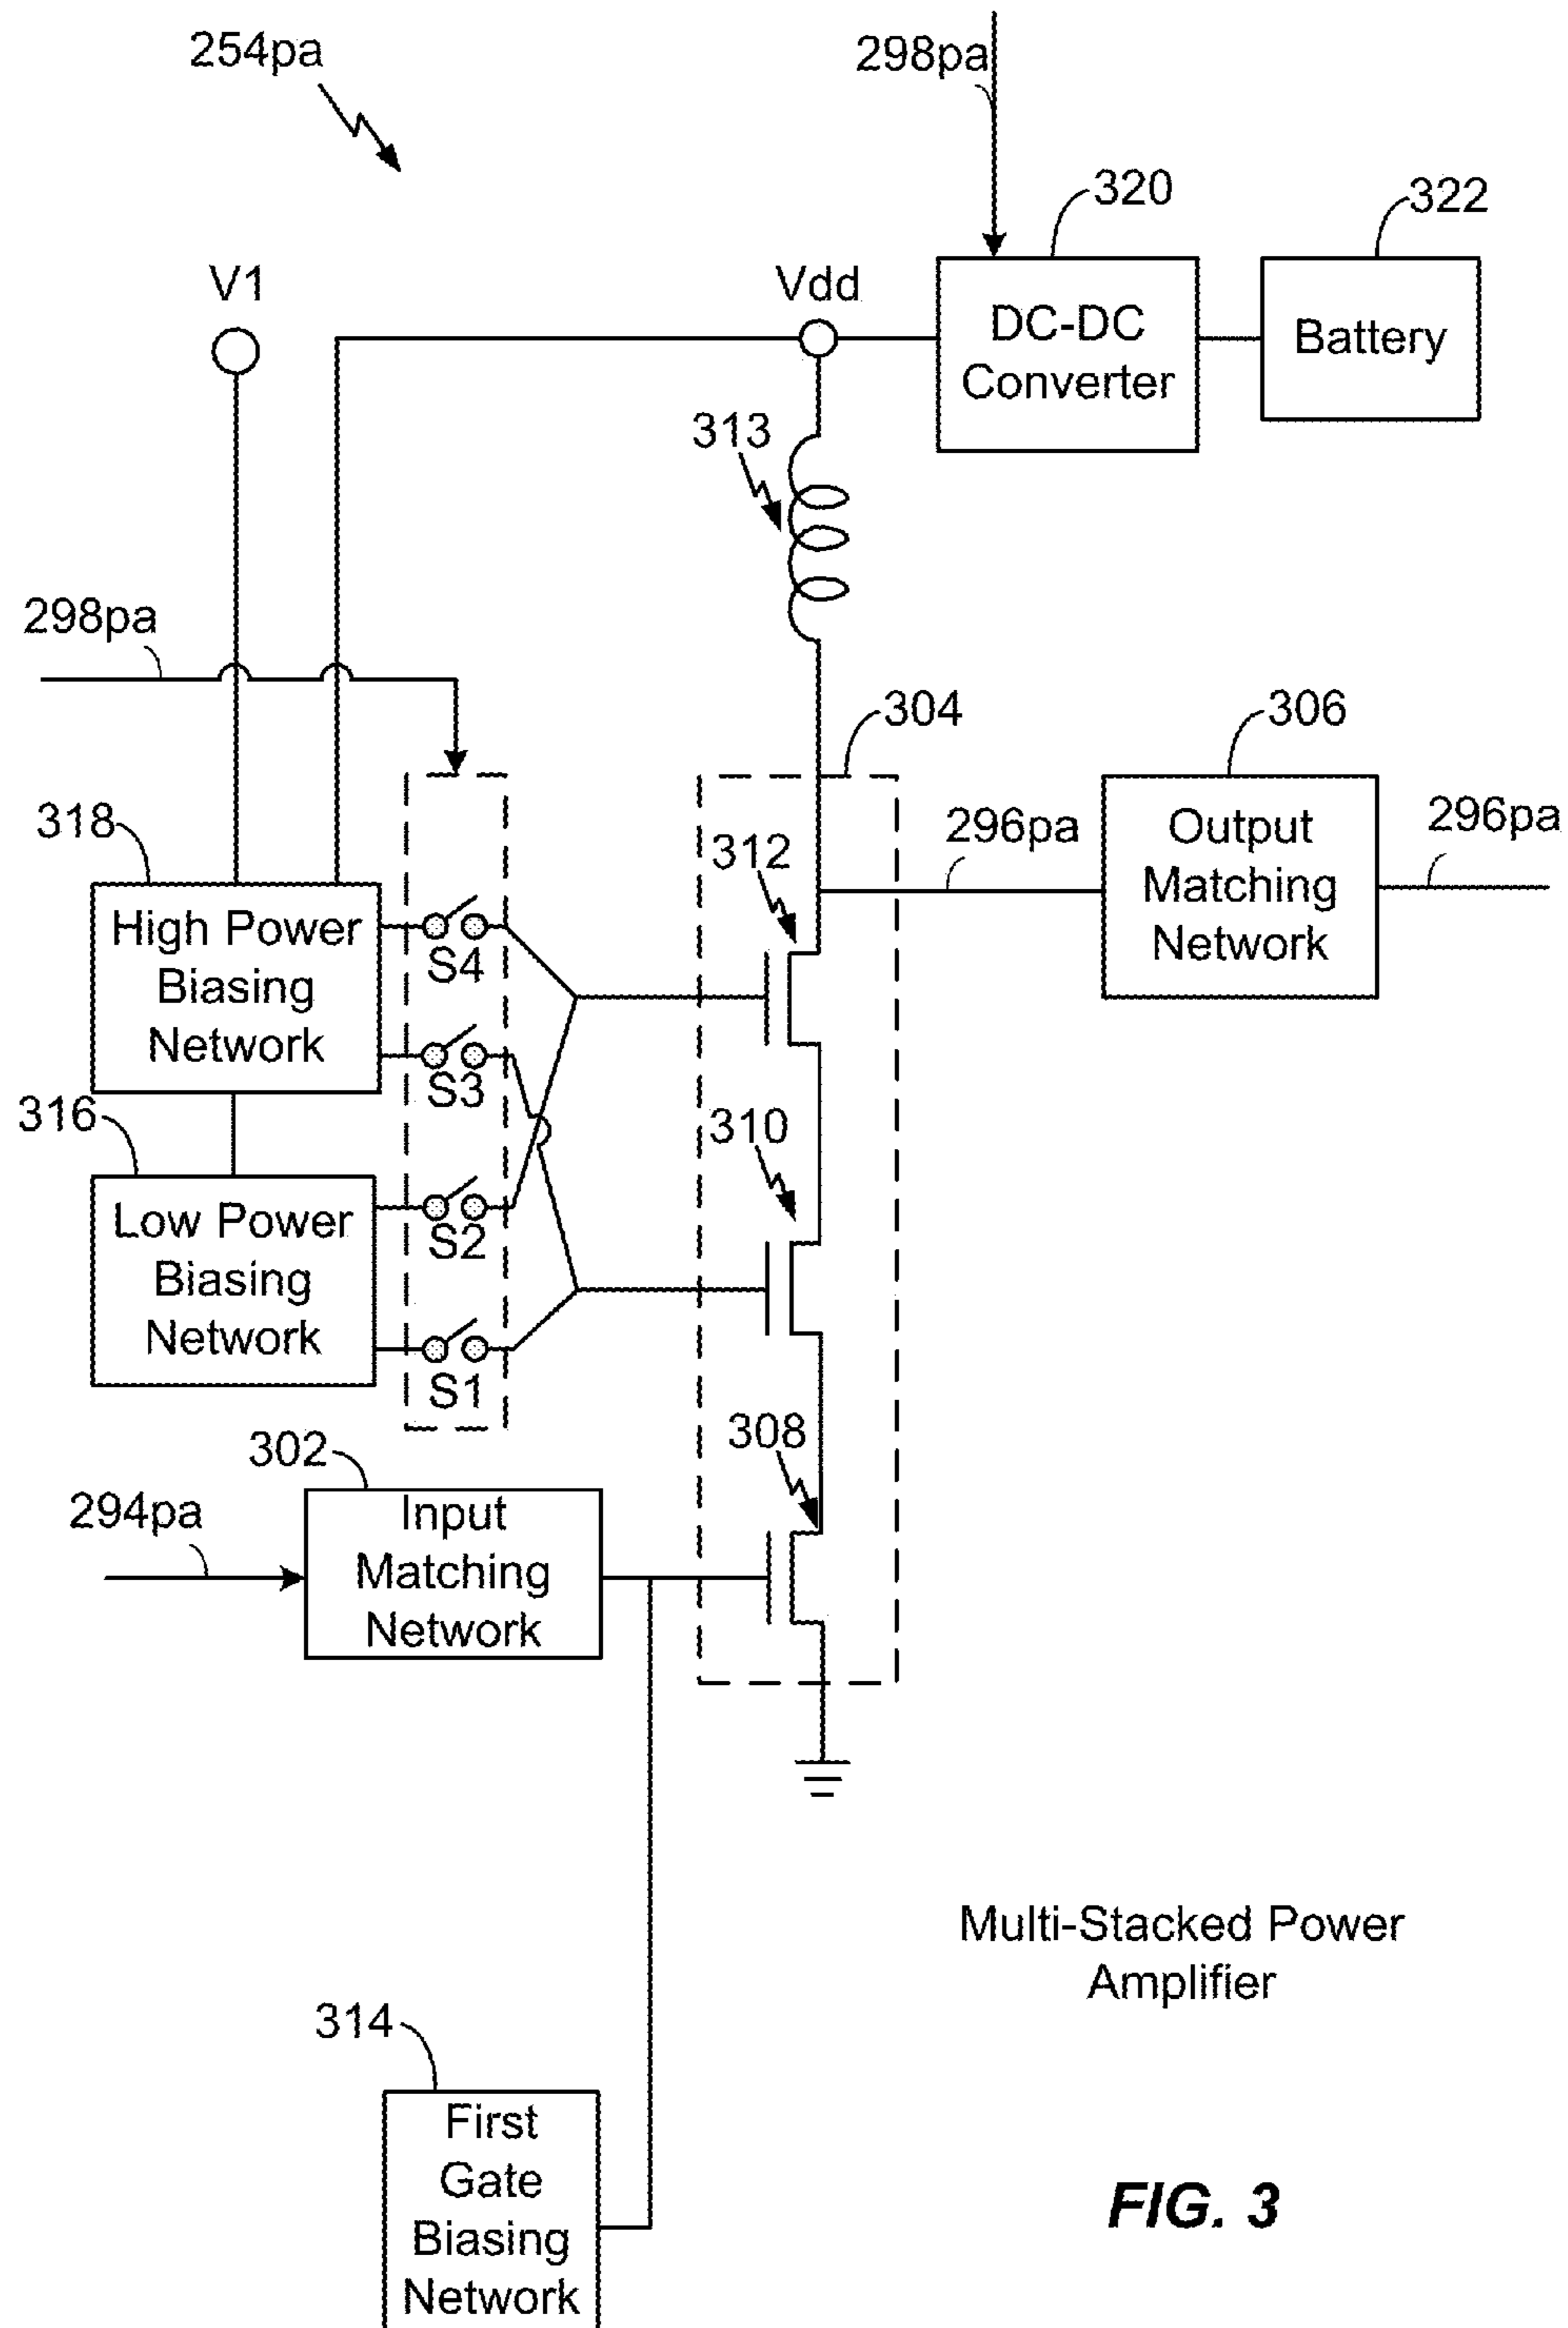 254pa
298pa
320
322
V1
Vdd
DC-DC
Converter
Battery
313
298pa
304
306
318
312
296pa
Output
Matching
Network
296pa
High Power
Biasing
Network
S4
S3
316
310
Low Power
Biasing
Network
S2
S1
302
308
294pa
Input
Matching
Network
Multi-Stacked Power
Amplifier
314
First
Gate
Biasing
Network
FIG. 3